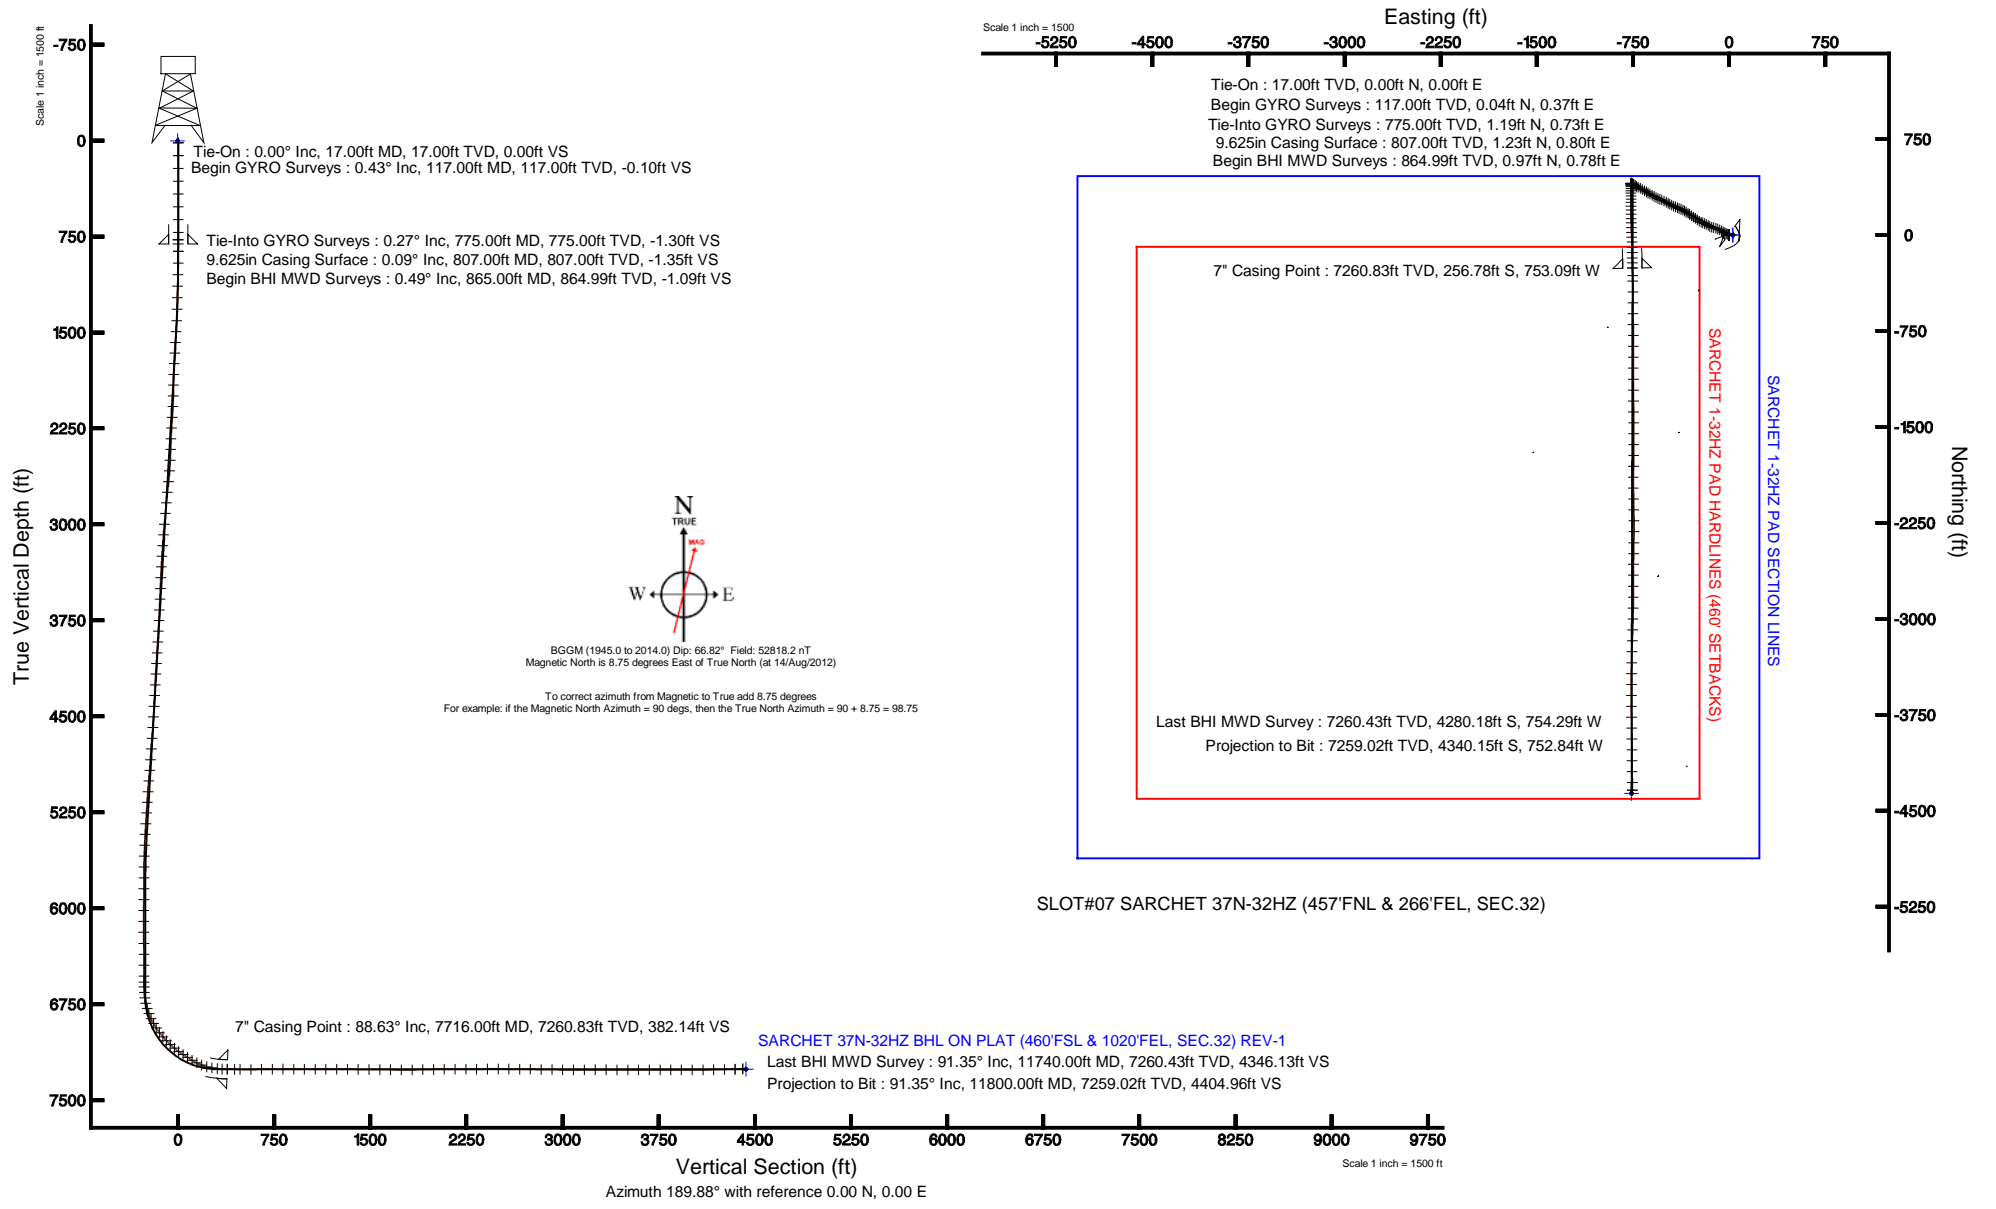 Scale 1 inch = 1500 ft
True Vertical Depth (ft)
-750
0
750
1500
2250
3000
3750
4500
5250
6000
6750
7500
Tie-On : 0.00° Inc, 17.00ft MD, 17.00ft TVD, 0.00ft VS
Begin GYRO Surveys : 0.43° Inc, 117.00ft MD, 117.00ft TVD, -0.10ft VS
Tie-Into GYRO Surveys : 0.27° Inc, 775.00ft MD, 775.00ft TVD, -1.30ft VS
9.625in Casing Surface : 0.09° Inc, 807.00ft MD, 807.00ft TVD, -1.35ft VS
Begin BHI MWD Surveys : 0.49° Inc, 865.00ft MD, 864.99ft TVD, -1.09ft VS
N
TRUE
MAG
W
E
BGGM (1945.0 to 2014.0) Dip: 66.82° Field: 52818.2 nT
Magnetic North is 8.75 degrees East of True North (at 14/Aug/2012)
To correct azimuth from Magnetic to True add 8.75 degrees
For example: if the Magnetic North Azimuth = 90 degs, then the True North Azimuth = 90 + 8.75 = 98.75
7" Casing Point : 88.63° Inc, 7716.00ft MD, 7260.83ft TVD, 382.14ft VS
SARCHET 37N-32HZ BHL ON PLAT (460'FSL & 1020'FEL, SEC.32) REV-1
Last BHI MWD Survey : 91.35° Inc, 11740.00ft MD, 7260.43ft TVD, 4346.13ft VS
Projection to Bit : 91.35° Inc, 11800.00ft MD, 7259.02ft TVD, 4404.96ft VS
0 750 1500 2250 3000 3750 4500 5250 6000 6750 7500 8250 9000 9750
Vertical Section (ft)
Scale 1 inch = 1500 ft
Azimuth 189.88° with reference 0.00 N, 0.00 E
Easting (ft)
Scale 1 inch = 1500
-5250 -4500 -3750 -3000 -2250 -1500 -750 0 750
Tie-On : 17.00ft TVD, 0.00ft N, 0.00ft E
Begin GYRO Surveys : 117.00ft TVD, 0.04ft N, 0.37ft E
Tie-Into GYRO Surveys : 775.00ft TVD, 1.19ft N, 0.73ft E
9.625in Casing Surface : 807.00ft TVD, 1.23ft N, 0.80ft E
Begin BHI MWD Surveys : 864.99ft TVD, 0.97ft N, 0.78ft E
7" Casing Point : 7260.83ft TVD, 256.78ft S, 753.09ft W
Last BHI MWD Survey : 7260.43ft TVD, 4280.18ft S, 754.29ft W
Projection to Bit : 7259.02ft TVD, 4340.15ft S, 752.84ft W
SARCHET 1-32HZ PAD HARDLINES (460' SETBACKS)
SARCHET 1-32HZ PAD SECTION LINES
SLOT#07 SARCHET 37N-32HZ (457'FNL & 266'FEL, SEC.32)
750
0
-750
-1500
-2250
-3000
-3750
-4500
-5250
Northing (ft)